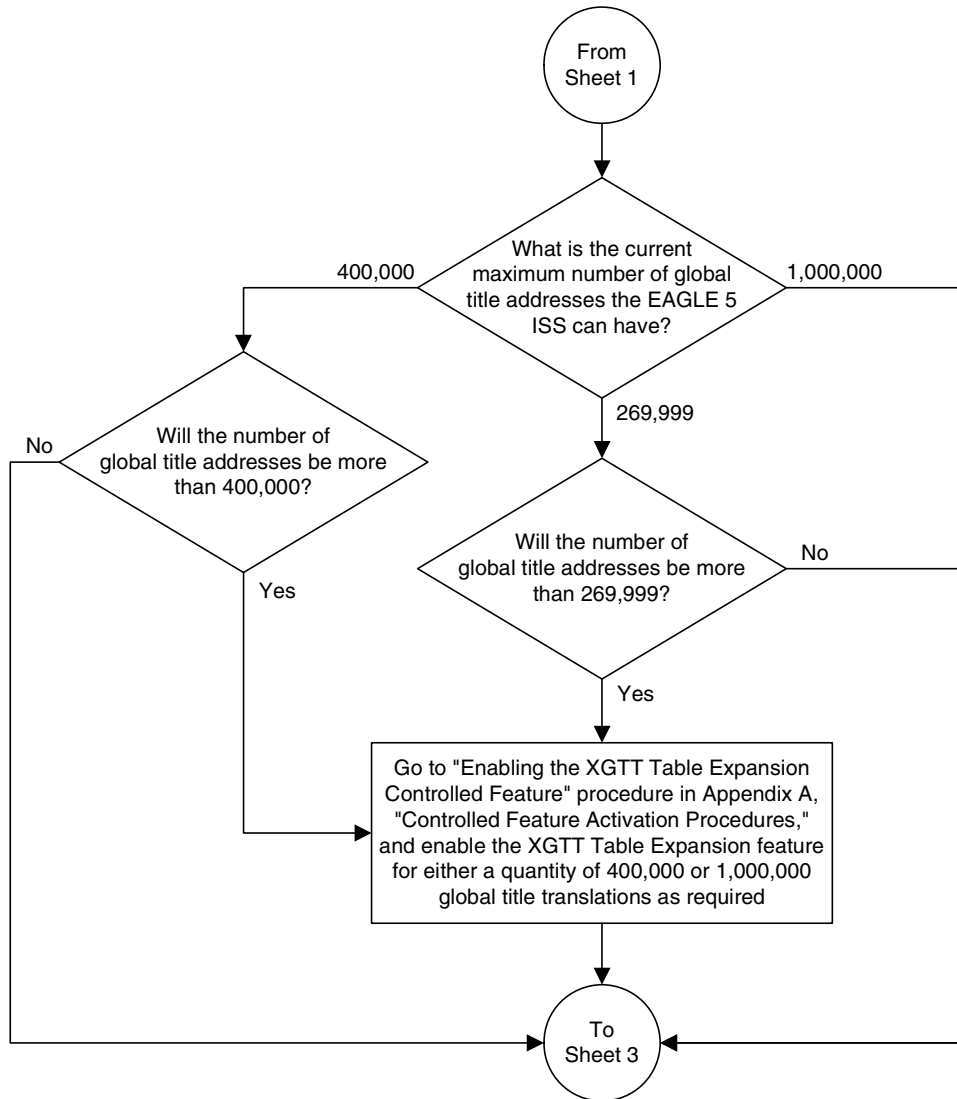 From
Sheet 1
What is the current
maximum number of global
title addresses the EAGLE 5
ISS can have?
400,000
1,000,000
269,999
Will the number of
global title addresses be more
than 400,000?
No
Yes
Will the number of
global title addresses be more
than 269,999?
No
Yes
Go to "Enabling the XGTT Table Expansion
Controlled Feature" procedure in Appendix A,
"Controlled Feature Activation Procedures,"
and enable the XGTT Table Expansion feature
for either a quantity of 400,000 or 1,000,000
global title translations as required
To
Sheet 3